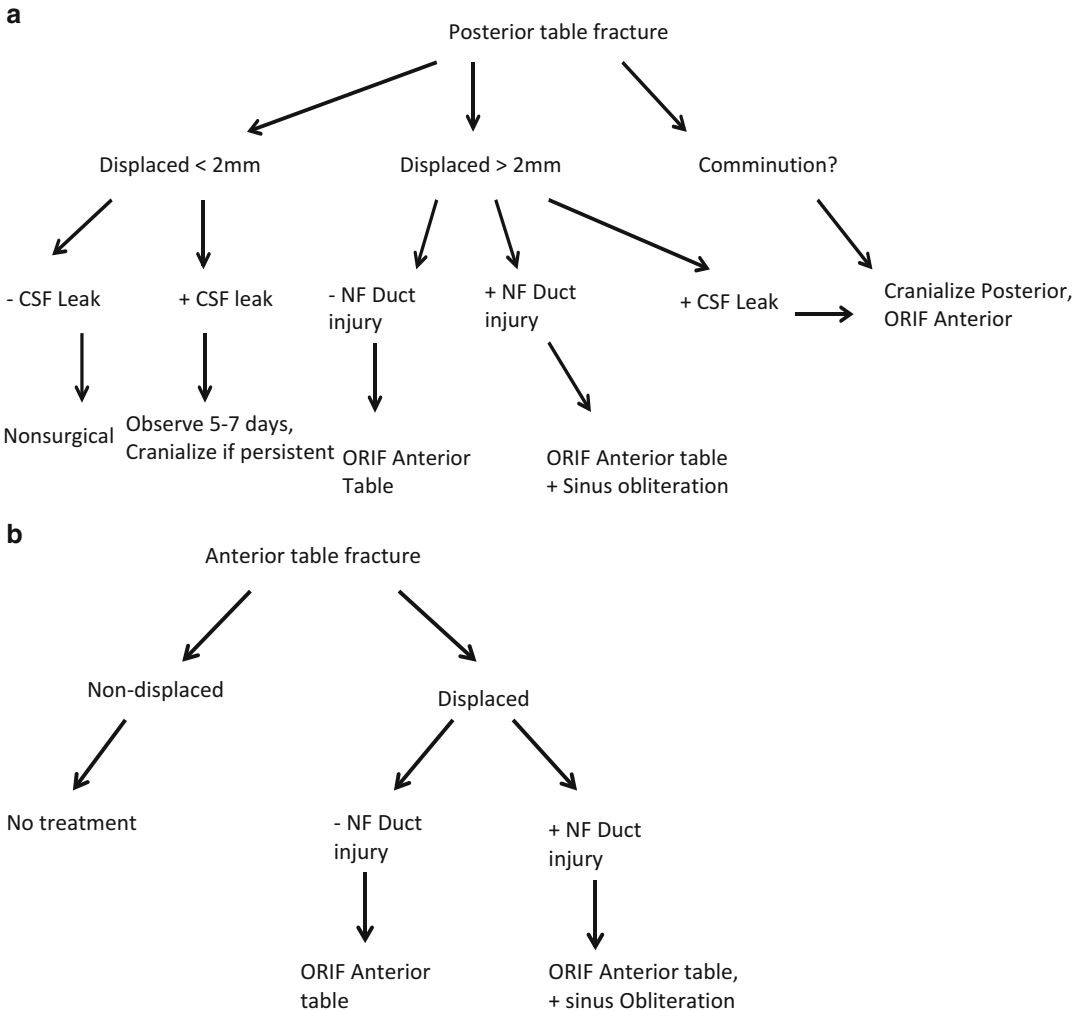 a
Posterior table fracture
Displaced < 2mm
Displaced > 2mm
Comminution?
- CSF Leak
+ CSF leak
- NF Duct
injury
+ NF Duct
injury
+ CSF Leak
Cranialize Posterior,
ORIF Anterior
Nonsurgical
Observe 5-7 days,
Cranialize if persistent
ORIF Anterior
Table
ORIF Anterior table
+ Sinus obliteration
b
Anterior table fracture
Non-displaced
Displaced
No treatment
- NF Duct
injury
+ NF Duct
injury
ORIF Anterior
table
ORIF Anterior table,
+ sinus Obliteration